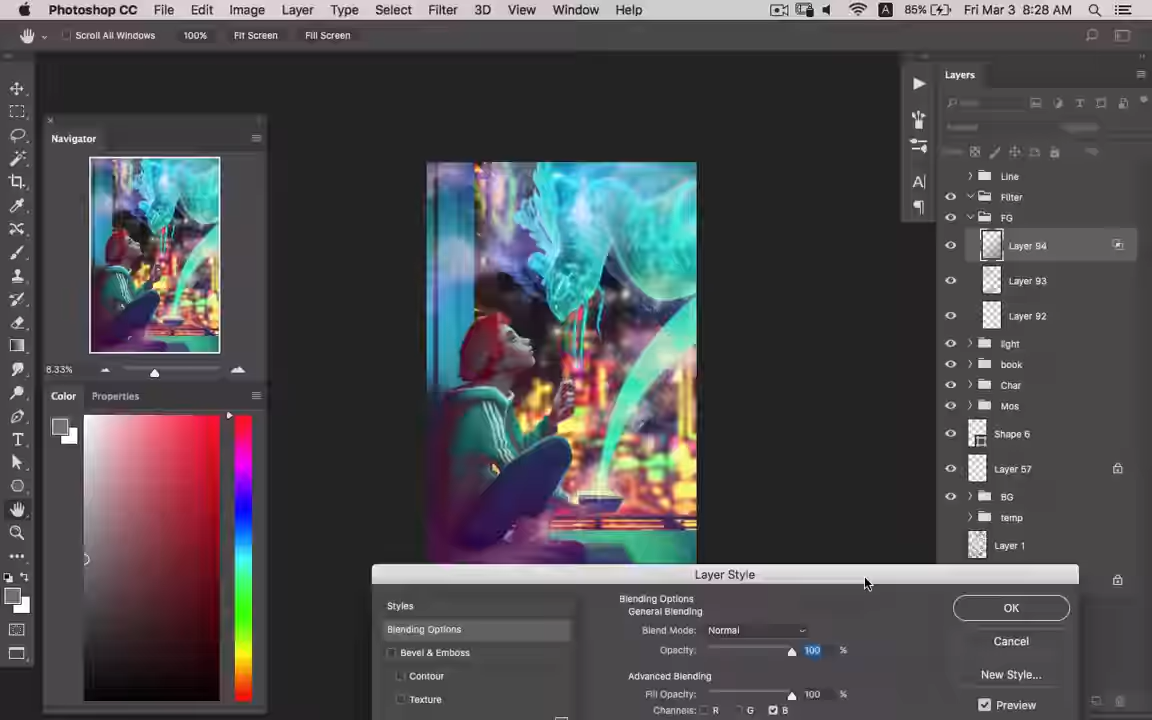 Photoshop CC File Edit Image Layer Type Select Filter 3D View Window Help A 85% Fri Mar 3 8:28 AM
Scroll All Windows 100% Fit Screen Fill Screen
Navigator
8.33%
Color Properties
Layers
Line
Filter
FG
Layer 94
Layer 93
Layer 92
light
book
Char
Mos
Shape 6
Layer 57
BG
temp
Layer 1
Layer Style
Styles
Blending Options
Bevel & Emboss
Contour
Texture
Blending Options
General Blending
Blend Mode: Normal
Opacity: 100 %
Advanced Blending
Fill Opacity: 100 %
Channels: R G B
OK
Cancel
New Style...
Preview